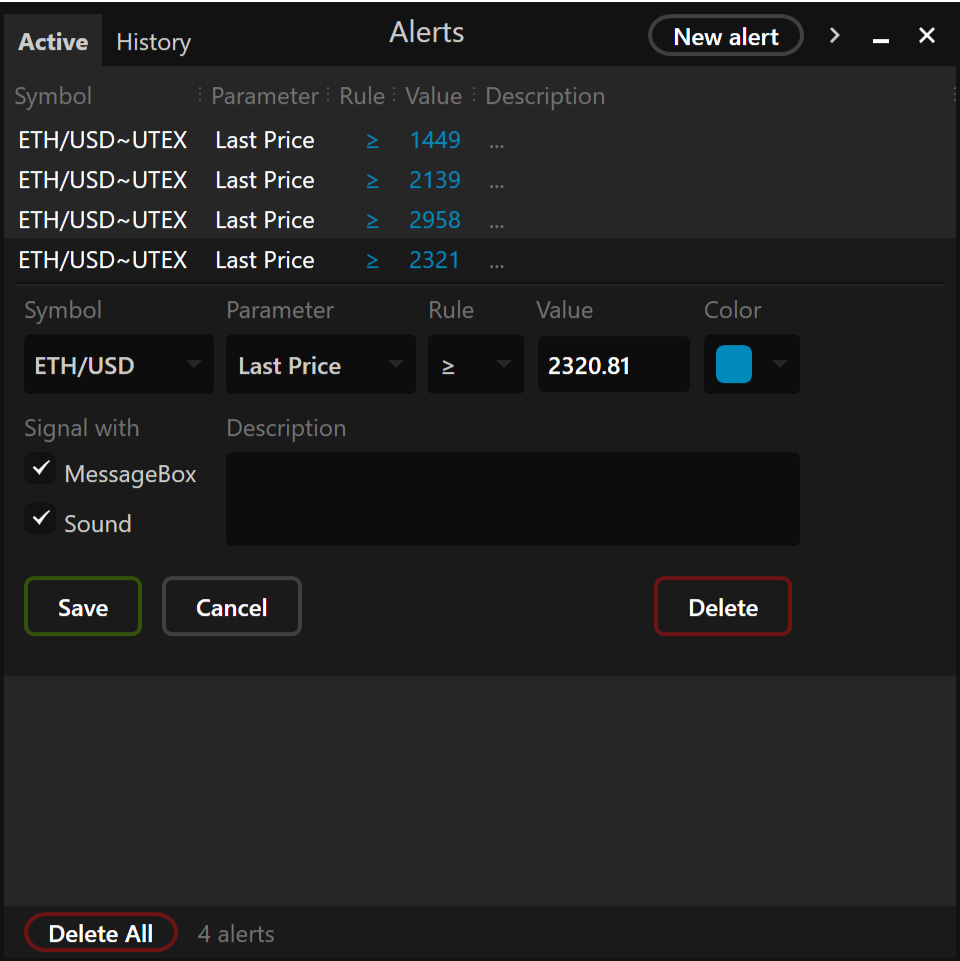 Active History Alerts New alert
Symbol Parameter Rule Value Description
ETH/USD~UTEX Last Price ≥ 1449 ...
ETH/USD~UTEX Last Price ≥ 2139 ...
ETH/USD~UTEX Last Price ≥ 2958 ...
ETH/USD~UTEX Last Price ≥ 2321 ...
Symbol Parameter Rule Value Color
ETH/USD Last Price ≥ 2320.81
Signal with Description
MessageBox
Sound
Save Cancel Delete
Delete All 4 alerts